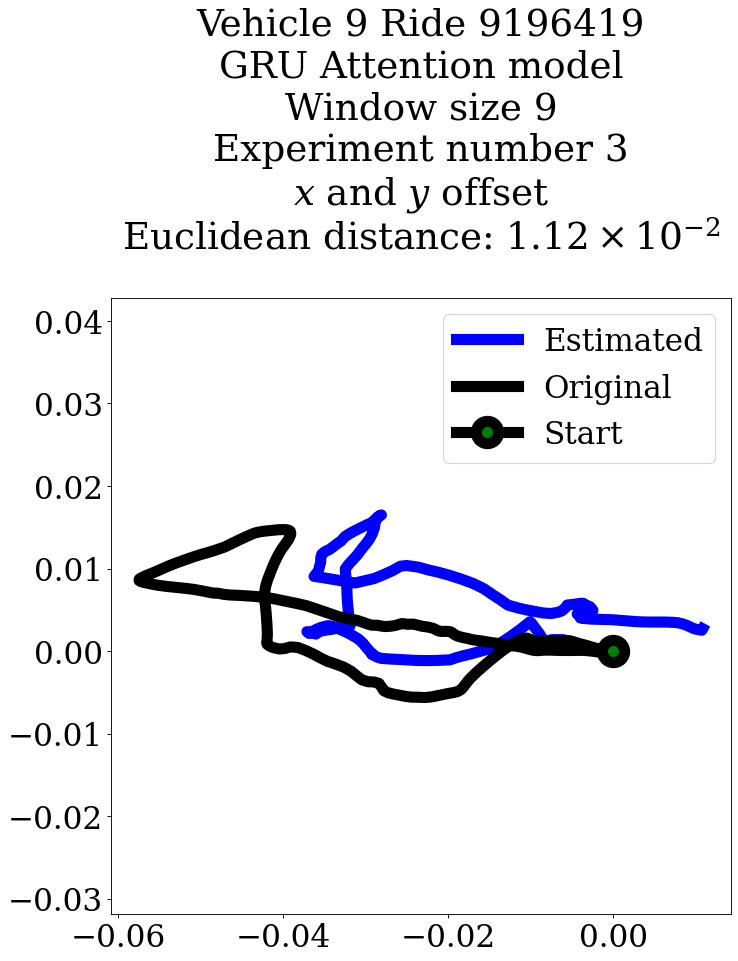 Vehicle 9 Ride 9196419
GRU Attention model
Window size 9
Experiment number 3
x and y offset
Euclidean distance: 1.12 × 10⁻²
Estimated
Original
Start
0.04
0.03
0.02
0.01
0.00
−0.01
−0.02
−0.03
−0.06 −0.04 −0.02 0.00